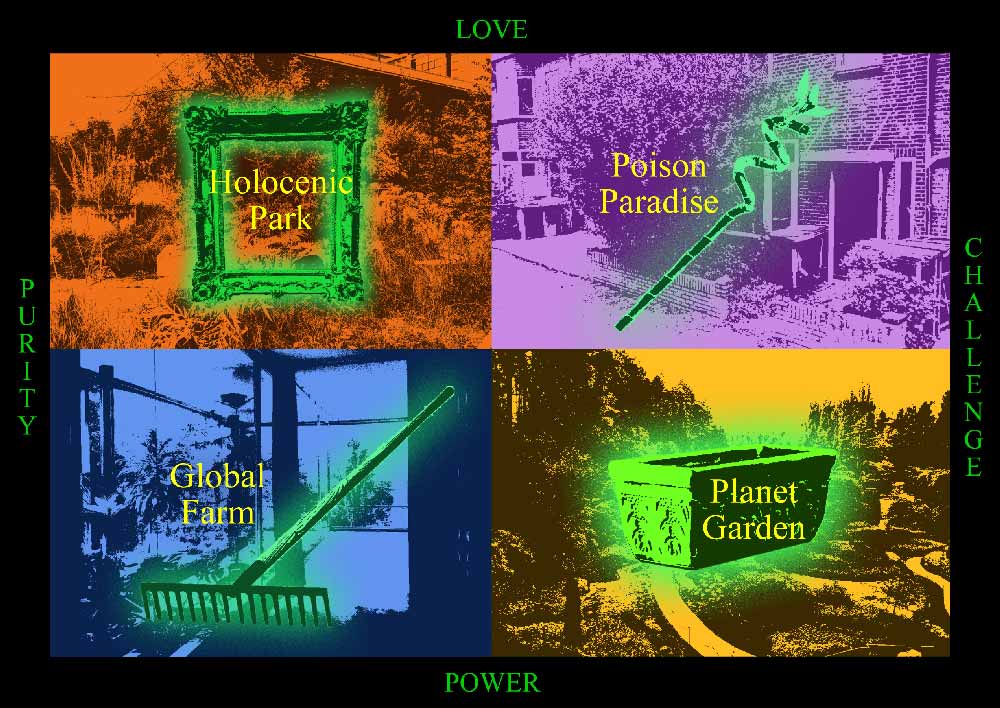 LOVE
Holocenic
Park
Poison
Paradise
PURITY
CHALLENGE
Global
Farm
Planet
Garden
POWER